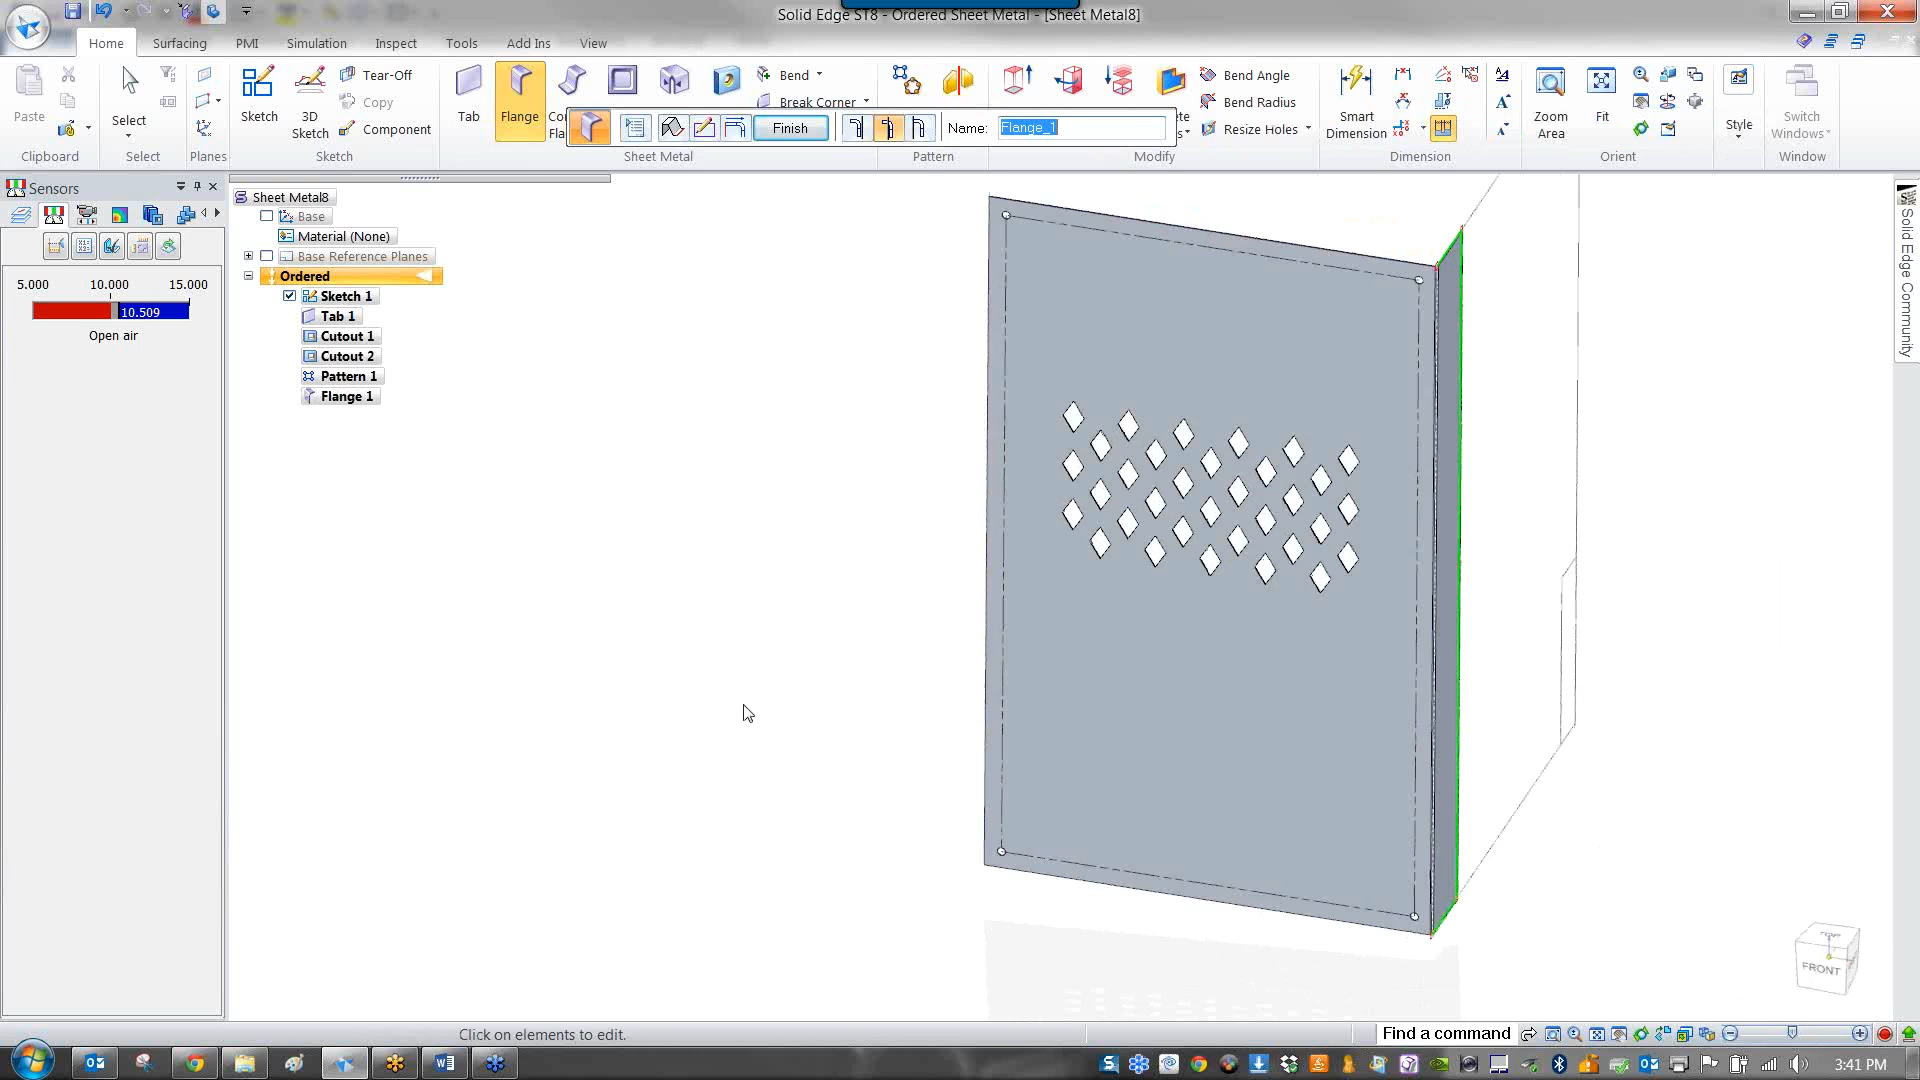 Solid Edge ST8 - Ordered Sheet Metal - [Sheet Metal8]
Home Surfacing PMI Simulation Inspect Tools Add Ins View
Paste
Clipboard
Select
Select
Planes
Sketch
3D Sketch
Tear-Off
Copy
Component
Sketch
Tab
Flange
Co
Fla
Bend
Break Corner
Sheet Metal
Finish
Name: Flange_1
Pattern
te
Bend Angle
Bend Radius
Resize Holes
Modify
Smart Dimension
Dimension
Zoom Area
Fit
Orient
Style
Switch Windows
Window
Sensors
5.000 10.000 15.000
10.509
Open air
Sheet Metal8
Base
Material (None)
Base Reference Planes
Ordered
Sketch 1
Tab 1
Cutout 1
Cutout 2
Pattern 1
Flange 1
Solid Edge Community
TOP
FRONT
Click on elements to edit.
Find a command
3:41 PM